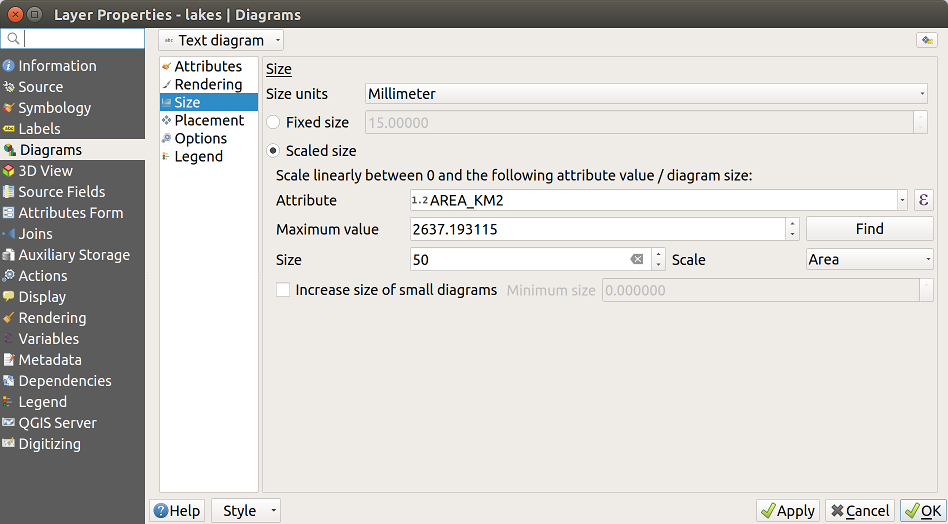 Layer Properties - lakes | Diagrams
Information
Source
Symbology
abc Labels
Diagrams
3D View
Source Fields
Attributes Form
Joins
Auxiliary Storage
Actions
Display
Rendering
ε Variables
Metadata
Dependencies
Legend
QGIS Server
Digitizing
abc Text diagram
Attributes
Rendering
Size
Placement
Options
Legend
Size
Size units Millimeter
Fixed size 15.00000
Scaled size
Scale linearly between 0 and the following attribute value / diagram size:
Attribute 1.2 AREA_KM2 ε
Maximum value 2637.193115 Find
Size 50 Scale Area
Increase size of small diagrams Minimum size 0.000000
Help Style Apply Cancel OK